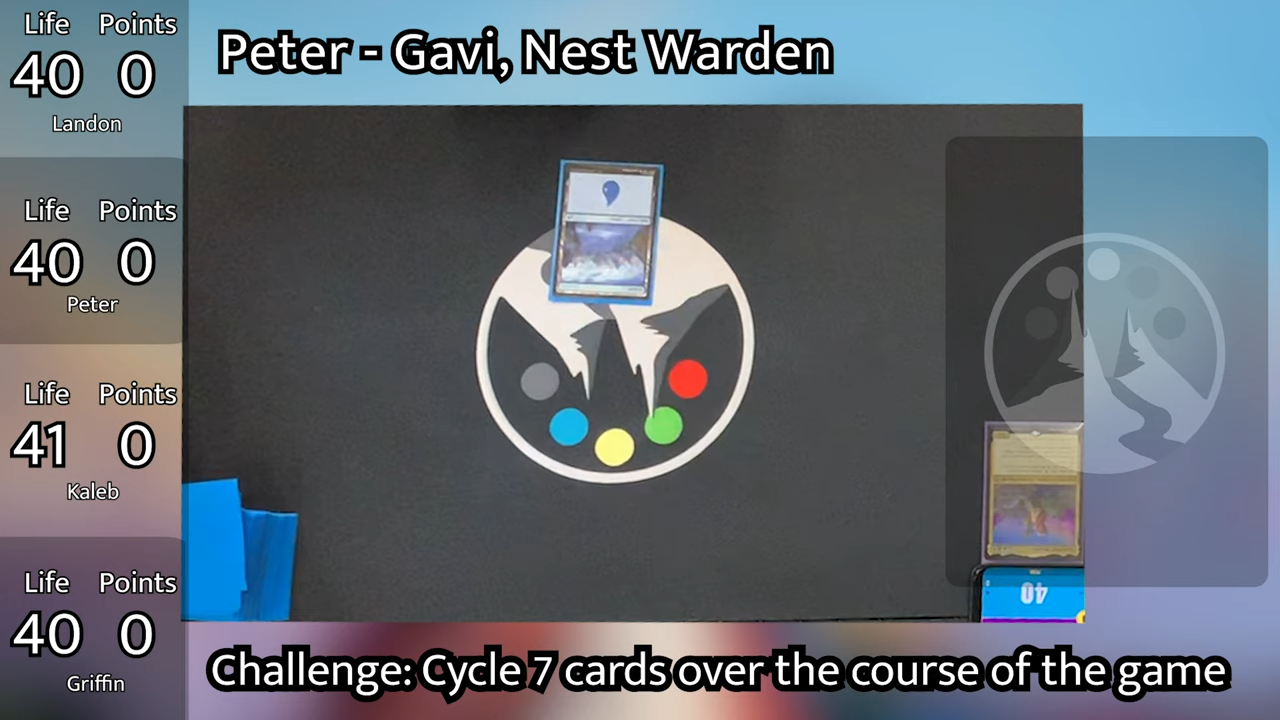 Life Points
40 0
Landon
Life Points
40 0
Peter
Life Points
41 0
Kaleb
Life Points
40 0
Griffin
Peter - Gavi, Nest Warden
40
Challenge: Cycle 7 cards over the course of the game